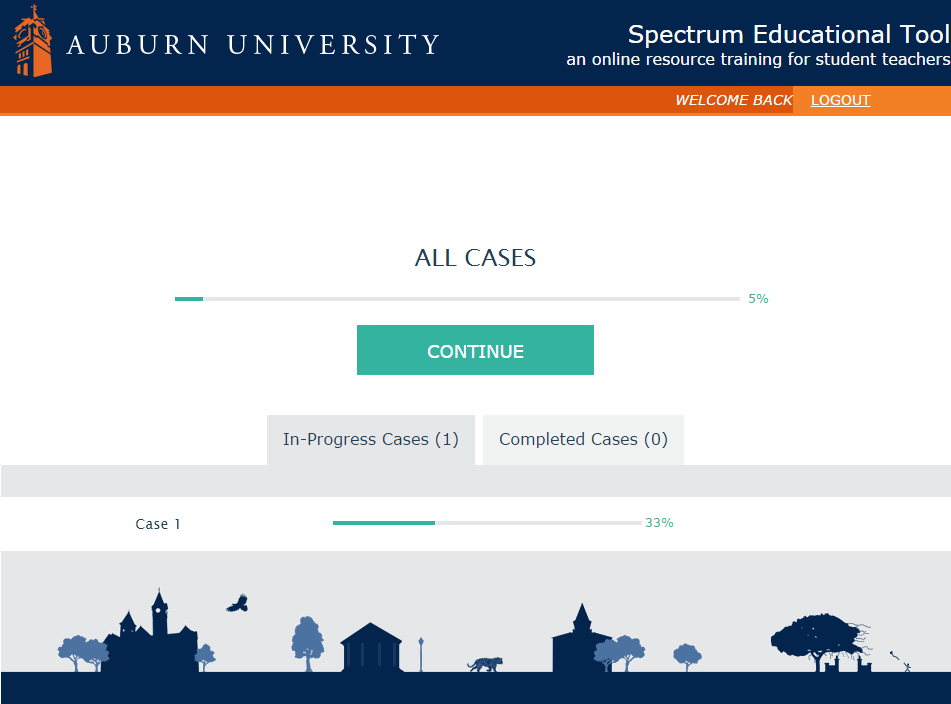 AUBURN UNIVERSITY
Spectrum Educational Tool
an online resource training for student teachers
WELCOME BACK LOGOUT
ALL CASES
5%
CONTINUE
In-Progress Cases (1) Completed Cases (0)
Case 1 33%